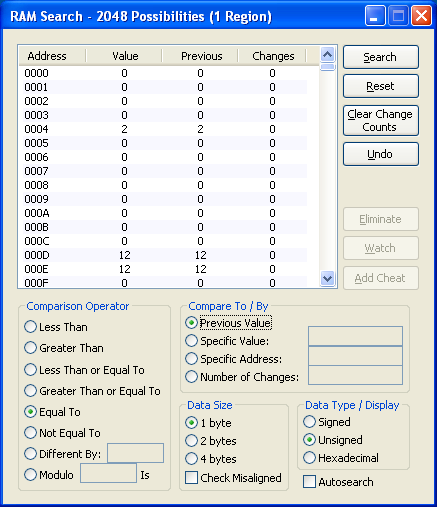 RAM Search - 2048 Possibilities (1 Region)
Address Value Previous Changes
0000 0 0 0
0001 0 0 0
0002 0 0 0
0003 0 0 0
0004 2 2 0
0005 0 0 0
0006 0 0 0
0007 0 0 0
0008 0 0 0
0009 0 0 0
000A 0 0 0
000B 0 0 0
000C 0 0 0
000D 12 12 0
000E 12 12 0
000F 0 0 0
Search
Reset
Clear Change
Counts
Undo
Eliminate
Watch
Add Cheat
Comparison Operator
Less Than
Greater Than
Less Than or Equal To
Greater Than or Equal To
Equal To
Not Equal To
Different By:
Modulo Is
Compare To / By
Previous Value
Specific Value:
Specific Address:
Number of Changes:
Data Size
1 byte
2 bytes
4 bytes
Check Misaligned
Data Type / Display
Signed
Unsigned
Hexadecimal
Autosearch